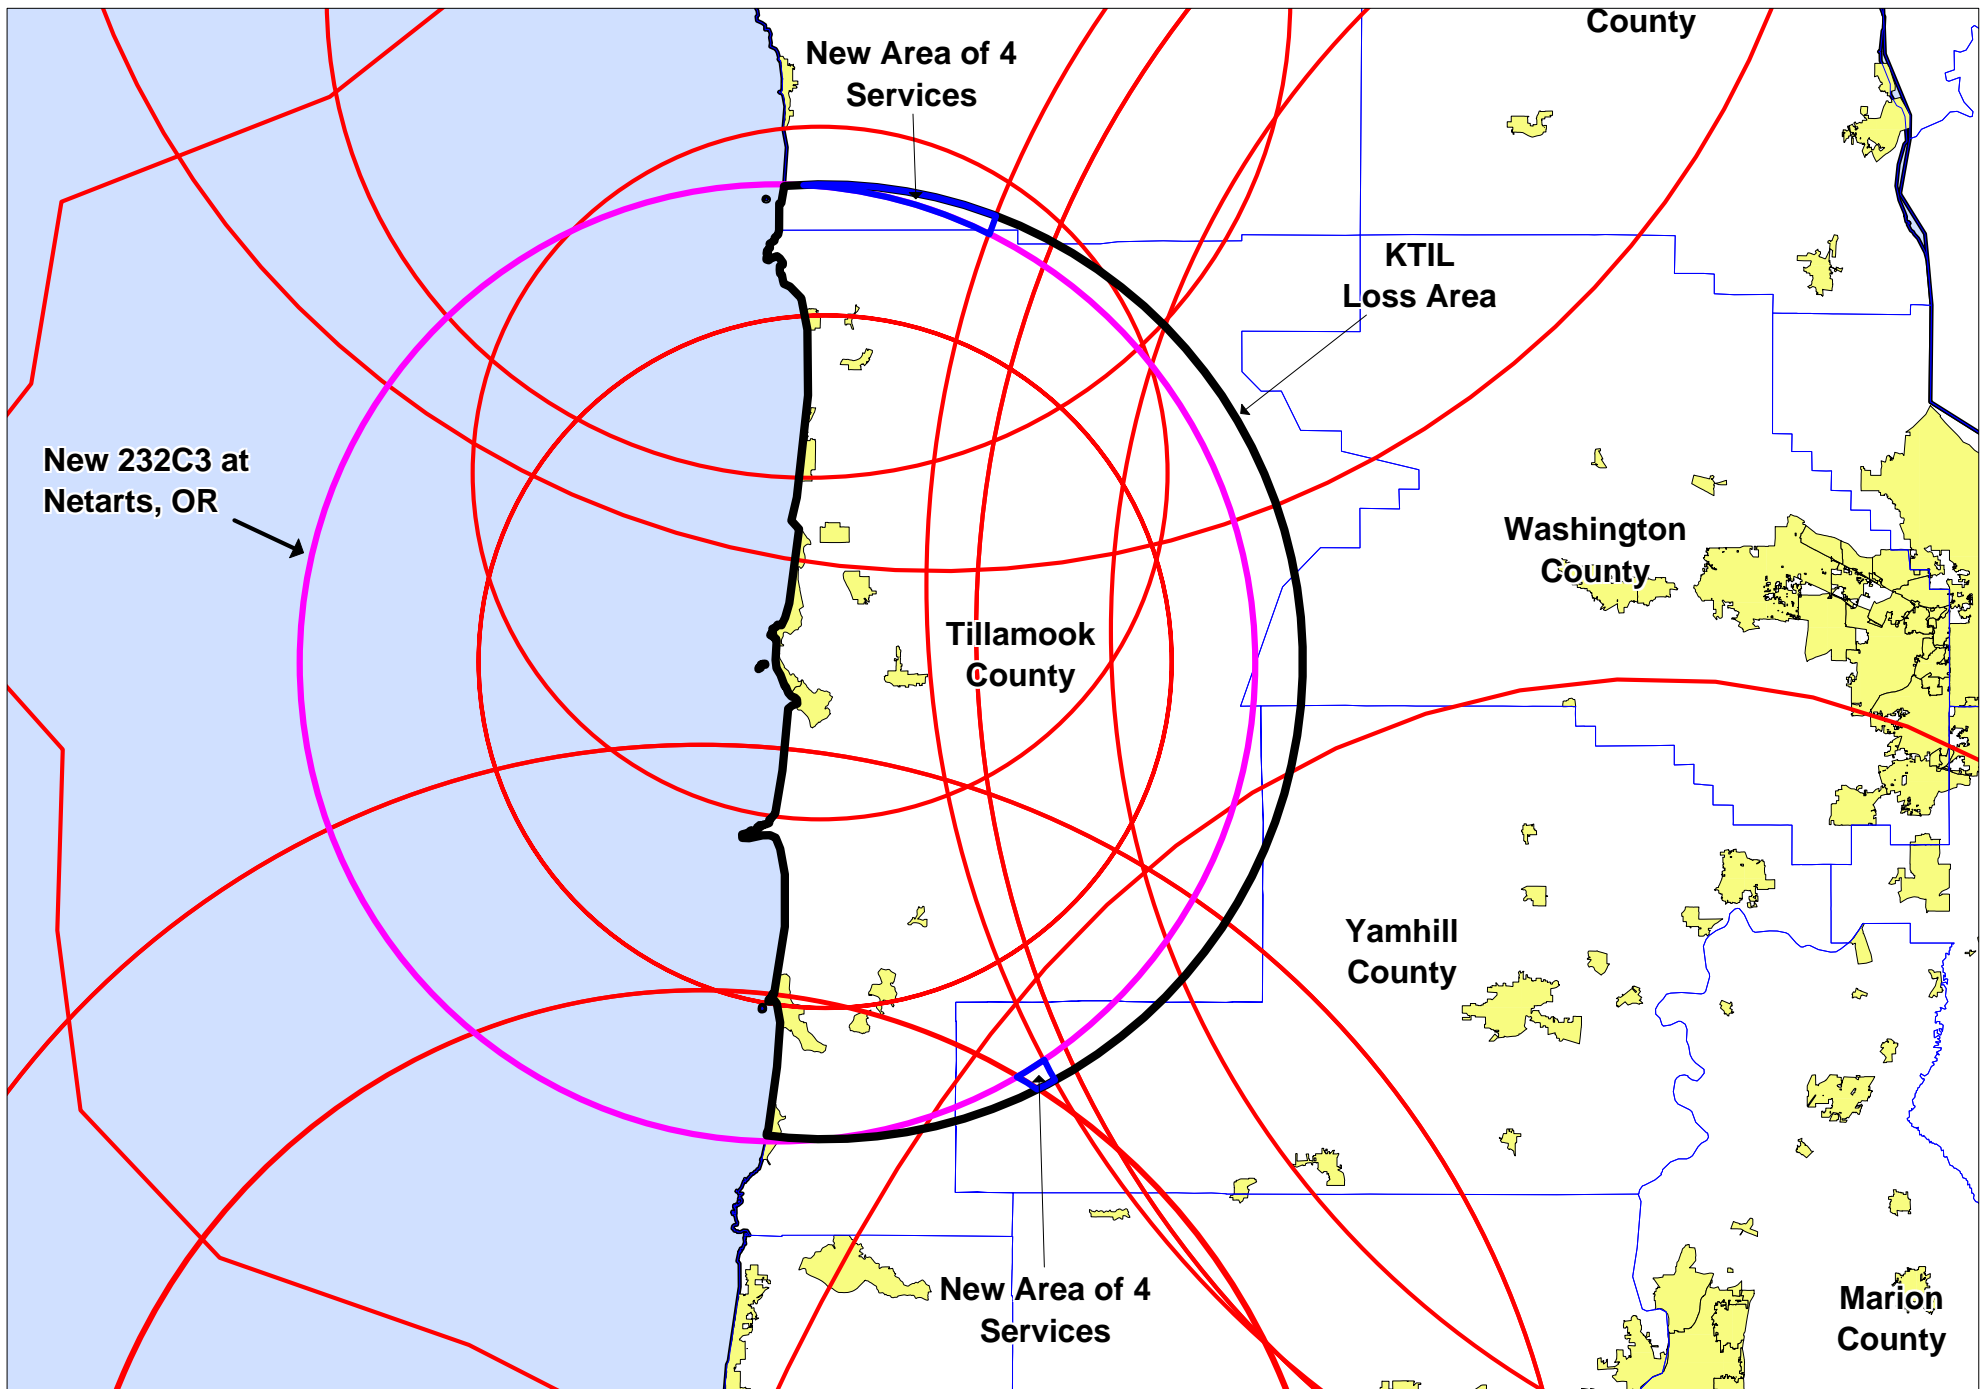 County
New Area of 4
Services
KTIL
Loss Area
New 232C3 at
Netarts, OR
Washington
County
Tillamook
County
Yamhill
County
New Area of 4
Services
Marion
County